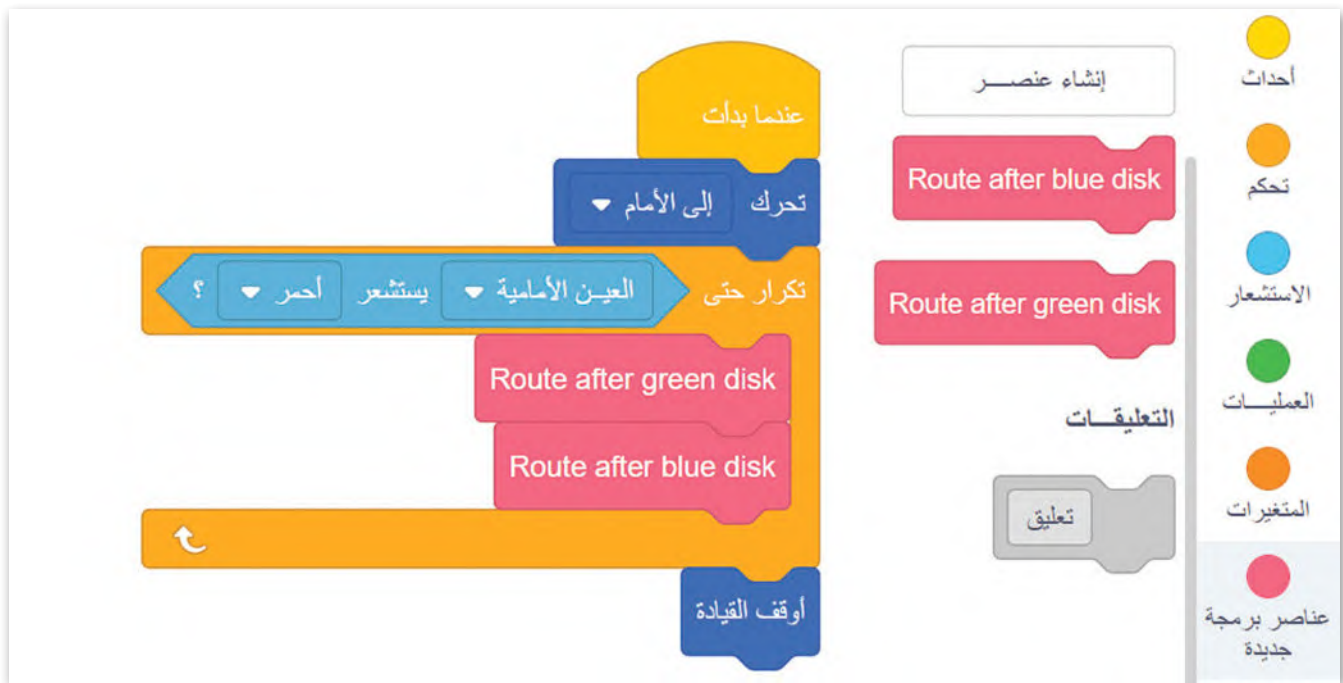 أحداث
تحكم
الاستشعار
العمليـــات
المتغيرات
عناصر برمجة
جديدة
إنشاء عنصـــر
Route after blue disk
Route after green disk
التعليقـــات
تعليق
عندما بدأت
تحرك إلى الأمام
تكرار حتى العيـن الأمامية يستشعر أحمر ؟
Route after green disk
Route after blue disk
أوقف القيادة